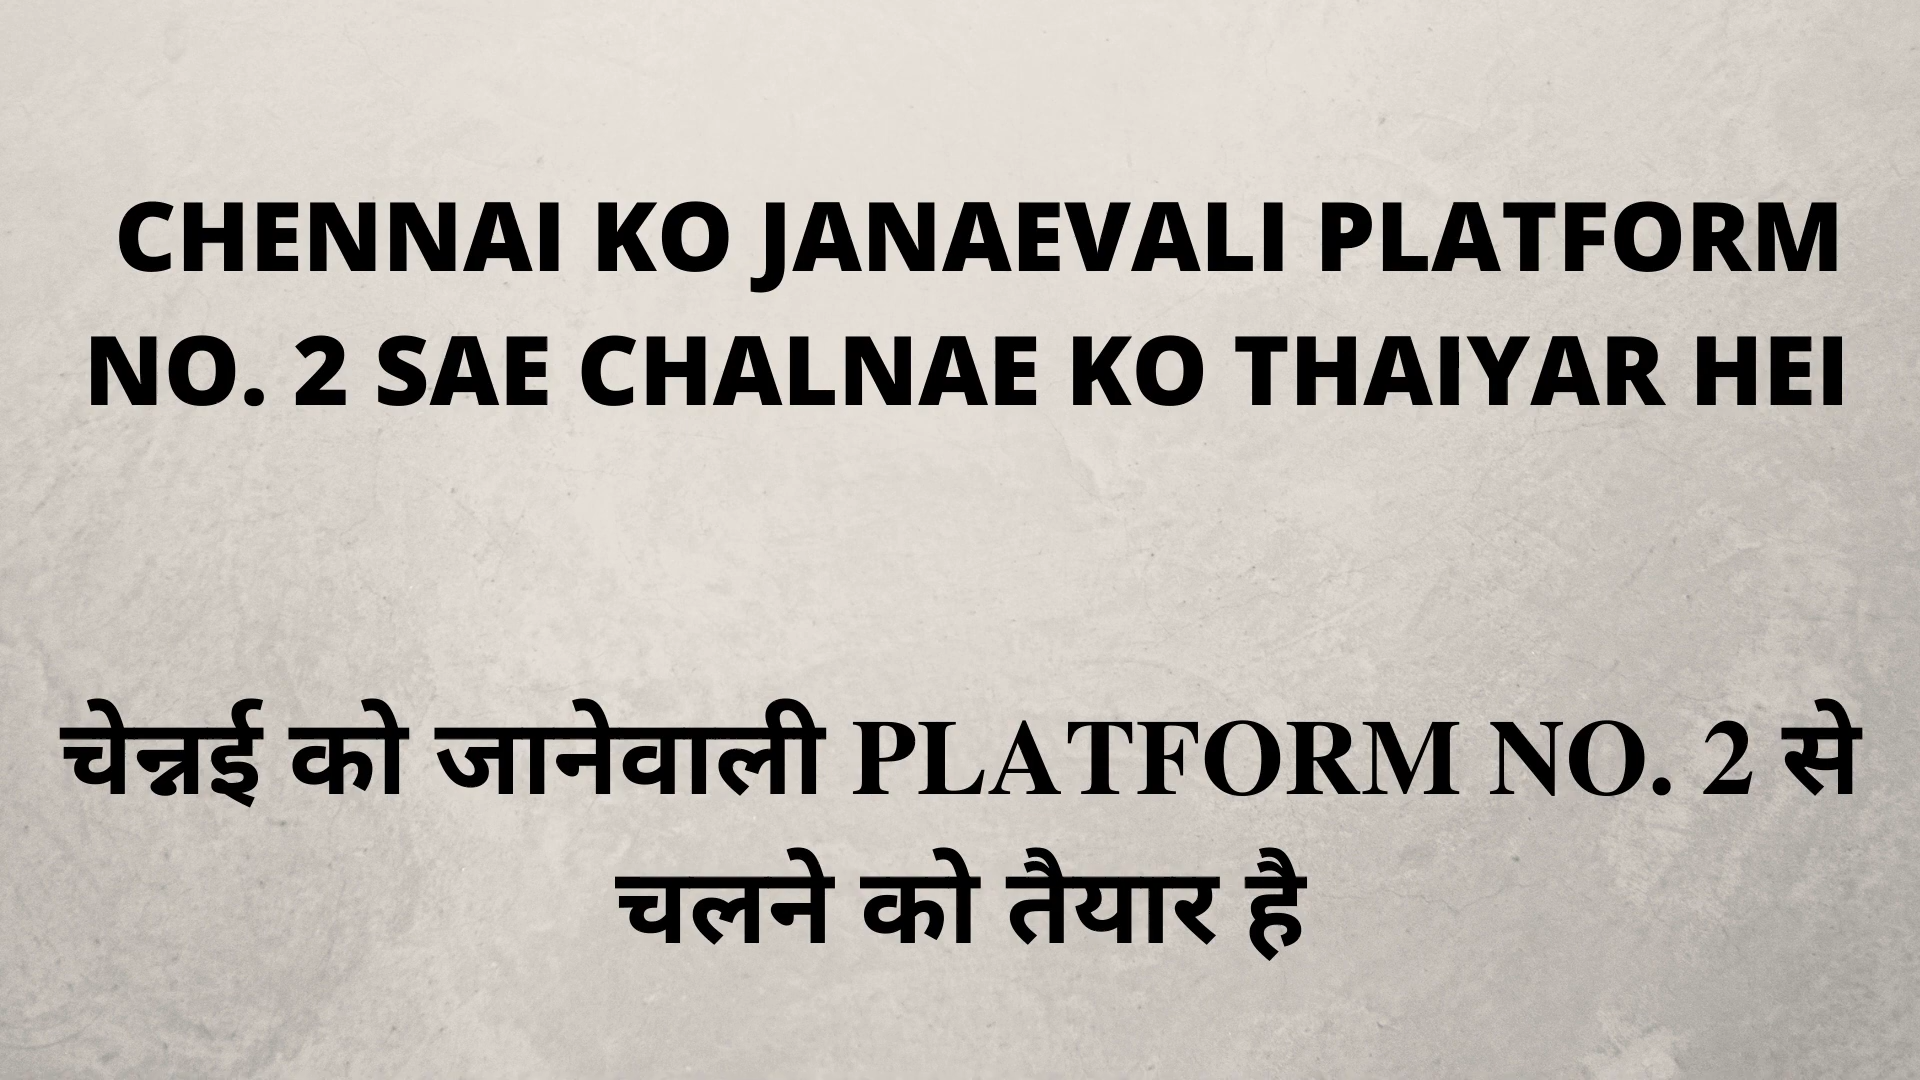 CHENNAI KO JANAEVALI PLATFORM
NO. 2 SAE CHALNAE KO THAIYAR HEI
चेन्नई को जानेवाली PLATFORM NO. 2 से
चलने को तैयार है